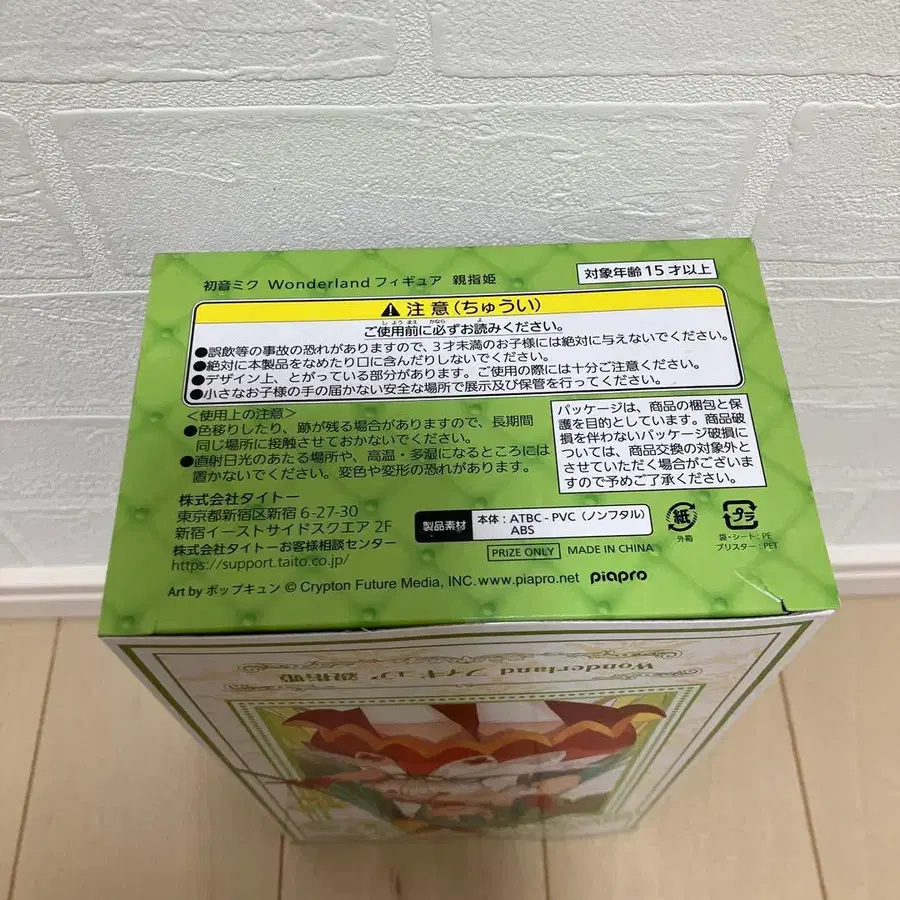 初音ミク Wonderland フィギュア 親指姫
対象年齢15才以上
注意(ちゅうい)
ご使用前に必ずお読みください。
●誤飲等の事故の恐れがありますので、3才未満のお子様には絶対に与えないでください。
●絶対に本製品をなめたり口に含んだりしないでください。
●デザイン上、とがっている部分があります。ご使用の際には十分ご注意ください。
●小さなお子様の手の届かない安全な場所で展示及び保管を行ってください。
<使用上の注意>
●色移りしたり、跡が残る場合がありますので、長期間
同じ場所に接触させておかないでください。
●直射日光のあたる場所や、高温・多湿になるところには
置かないでください。変色や変形の恐れがあります。
パッケージは、商品の梱包と保
護を目的としています。商品破
損を伴わないパッケージ破損に
ついては、商品交換の対象外と
させていただく場合がございま
すので予めご了承ください。
株式会社タイトー
東京都新宿区新宿 6-27-30
新宿イーストサイドスクエア 2F
株式会社タイトーお客様相談センター
https://support.taito.co.jp/
製品素材
本体:ATBC-PVC(ノンフタル)
ABS
PRIZE ONLY
MADE IN CHINA
紙
外箱
プラ
袋・シート:PE
ブリスター:PET
Art by ポップキュン © Crypton Future Media, INC. www.piapro.net piapro
Wonderland フィギュア 親指姫